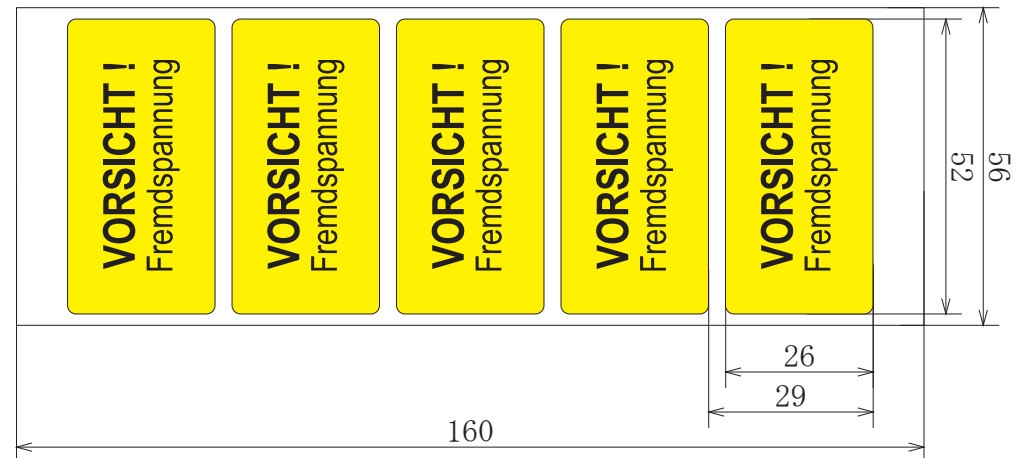 VORSICHT !
Fremdspannung
VORSICHT !
Fremdspannung
VORSICHT !
Fremdspannung
VORSICHT !
Fremdspannung
VORSICHT !
Fremdspannung
52
56
26
29
160